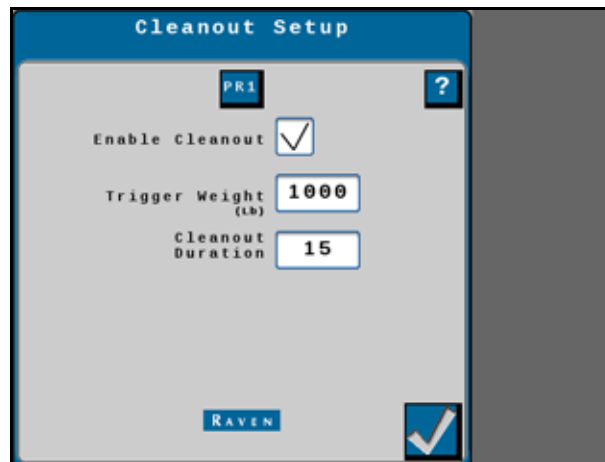 Cleanout Setup
PR1
?
Enable Cleanout
Trigger Weight 1000
(Lb)
Cleanout
Duration 15
RAVEN